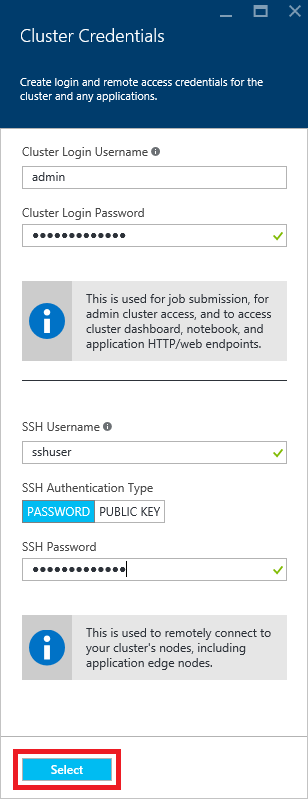 Cluster Credentials
Create login and remote access credentials for the
cluster and any applications.
Cluster Login Username
admin
Cluster Login Password
●●●●●●●●●●●●●
This is used for job submission, for
admin cluster access, and to access
cluster dashboard, notebook, and
application HTTP/web endpoints.
SSH Username
sshuser
SSH Authentication Type
PASSWORD PUBLIC KEY
SSH Password
●●●●●●●●●●●●●
This is used to remotely connect to
your cluster's nodes, including
application edge nodes.
Select